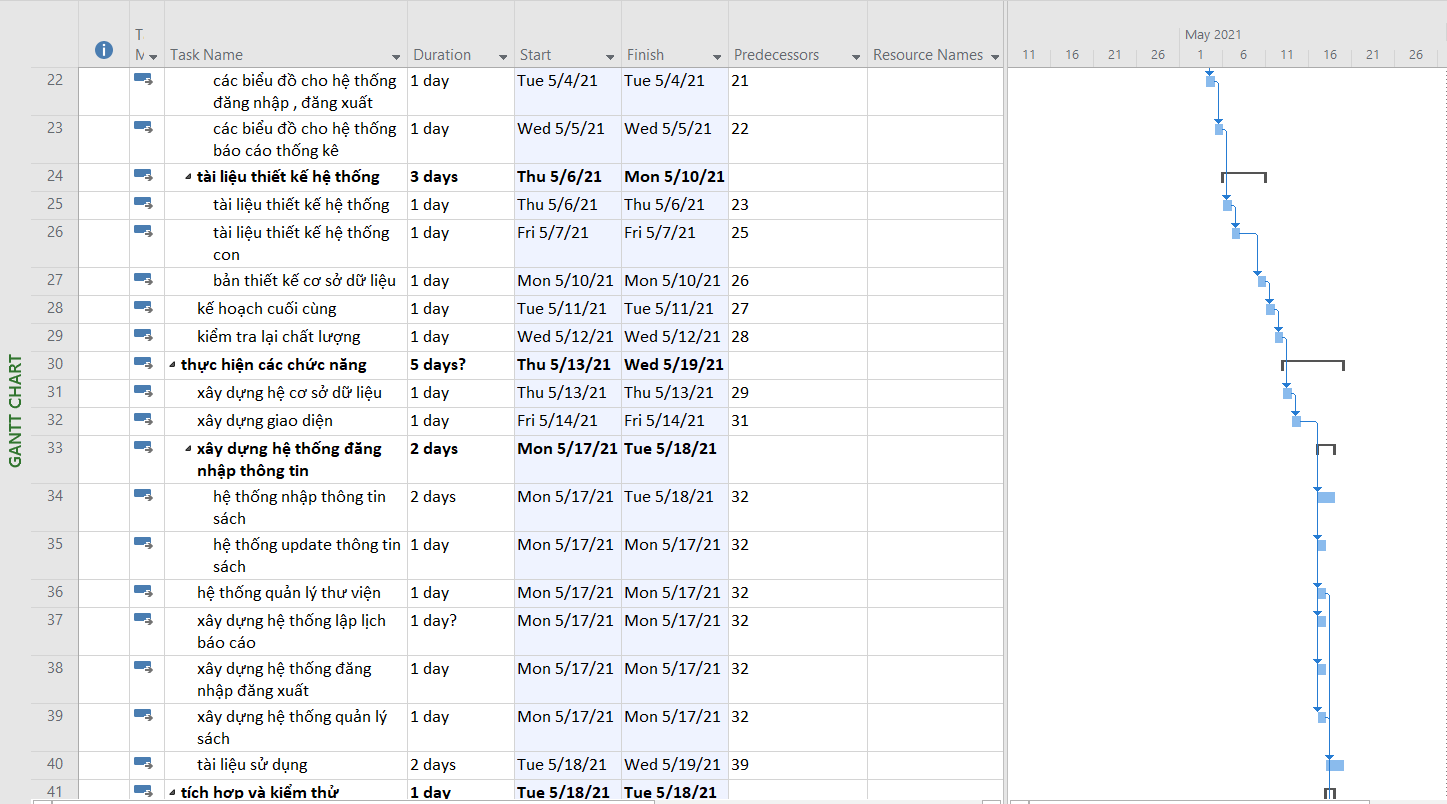 T
i M
Task Name Duration Start Finish Predecessors Resource Names
May 2021
11 16 21 26 1 6 11 16 21 26
GANTT CHART
22 các biểu đồ cho hệ thống 1 day Tue 5/4/21 Tue 5/4/21 21
đăng nhập , đăng xuất
23 các biểu đồ cho hệ thống 1 day Wed 5/5/21 Wed 5/5/21 22
báo cáo thống kê
24 tài liệu thiết kế hệ thống 3 days Thu 5/6/21 Mon 5/10/21
25 tài liệu thiết kế hệ thống 1 day Thu 5/6/21 Thu 5/6/21 23
26 tài liệu thiết kế hệ thống 1 day Fri 5/7/21 Fri 5/7/21 25
con
27 bản thiết kế cơ sở dữ liệu 1 day Mon 5/10/21 Mon 5/10/21 26
28 kế hoạch cuối cùng 1 day Tue 5/11/21 Tue 5/11/21 27
29 kiểm tra lại chất lượng 1 day Wed 5/12/21 Wed 5/12/21 28
30 thực hiện các chức năng 5 days? Thu 5/13/21 Wed 5/19/21
31 xây dựng hệ cơ sở dữ liệu 1 day Thu 5/13/21 Thu 5/13/21 29
32 xây dựng giao diện 1 day Fri 5/14/21 Fri 5/14/21 31
33 xây dựng hệ thống đăng 2 days Mon 5/17/21 Tue 5/18/21
nhập thông tin
34 hệ thống nhập thông tin 2 days Mon 5/17/21 Tue 5/18/21 32
sách
35 hệ thống update thông tin 1 day Mon 5/17/21 Mon 5/17/21 32
sách
36 hệ thống quản lý thư viện 1 day Mon 5/17/21 Mon 5/17/21 32
37 xây dựng hệ thống lập lịch 1 day? Mon 5/17/21 Mon 5/17/21 32
báo cáo
38 xây dựng hệ thống đăng 1 day Mon 5/17/21 Mon 5/17/21 32
nhập đăng xuất
39 xây dựng hệ thống quản lý 1 day Mon 5/17/21 Mon 5/17/21 32
sách
40 tài liệu sử dụng 2 days Tue 5/18/21 Wed 5/19/21 39
41 tích hợp và kiểm thử 1 day Tue 5/18/21 Tue 5/18/21